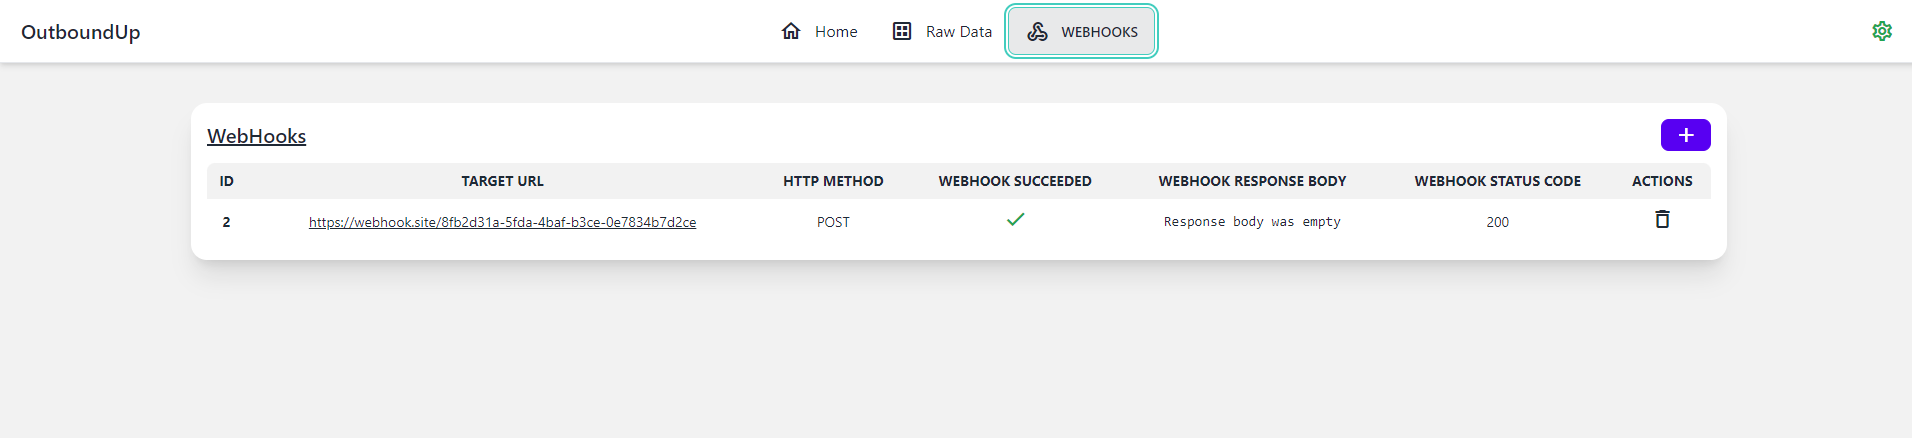 OutboundUp
Home
Raw Data
WEBHOOKS
WebHooks
+
ID TARGET URL HTTP METHOD WEBHOOK SUCCEEDED WEBHOOK RESPONSE BODY WEBHOOK STATUS CODE ACTIONS
2 https://webhook.site/8fb2d31a-5fda-4baf-b3ce-0e7834b7d2ce POST Response body was empty 200